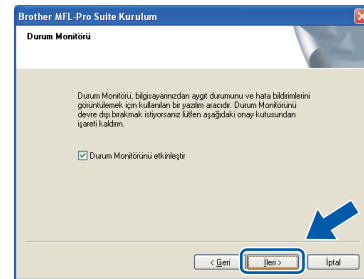 Brother MFL-Pro Suite Kurulum
Durum Monitörü
Durum Monitörü, bilgisayarınızdan aygıt durumunu ve hata bildirimlerini
görüntülemek için kullanılan bir yazılım aracıdır. Durum Monitörünü
devre dışı bırakmak istiyorsanız lütfen aşağıdaki onay kutusundan
işareti kaldırın.
Durum Monitörünü etkinleştir
< Geri
İleri >
İptal